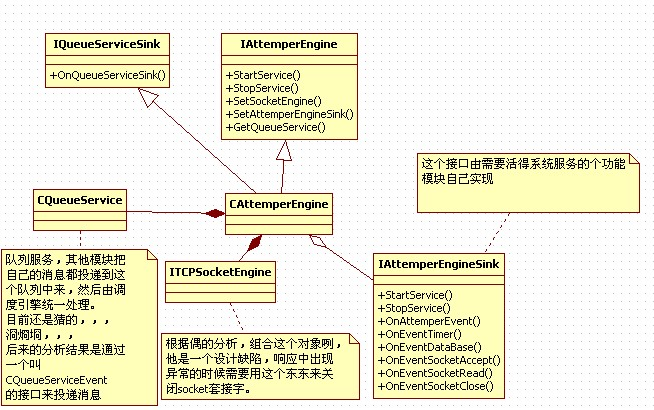 IQueueServiceSink
+OnQueueServiceSink()
IAttemperEngine
+StartService()
+StopService()
+SetSocketEngine()
+SetAttemperEngineSink()
+GetQueueService()
这个接口由需要活得系统服务的个功能
模块自己实现
CQueueService
CAttemperEngine
队列服务，其他模块把
自己的消息都投递到这
个队列中来，然后由调
度引擎统一处理。
目前还是猜的，，，
后来的分析结果是通过
一个叫
CQueueServiceEvent
的接口来投递消息
ITCPSocketEngine
根据偶的分析，组合这个对象咧，
他是一个设计缺陷，响应中出现
异常的时候需要用这个东东来关
闭socket套接字。
IAttemperEngineSink
+StartService()
+StopService()
+OnAttemperEvent()
+OnEventTimer()
+OnEventDataBase()
+OnEventSocketAccept()
+OnEventSocketRead()
+OnEventSocketClose()